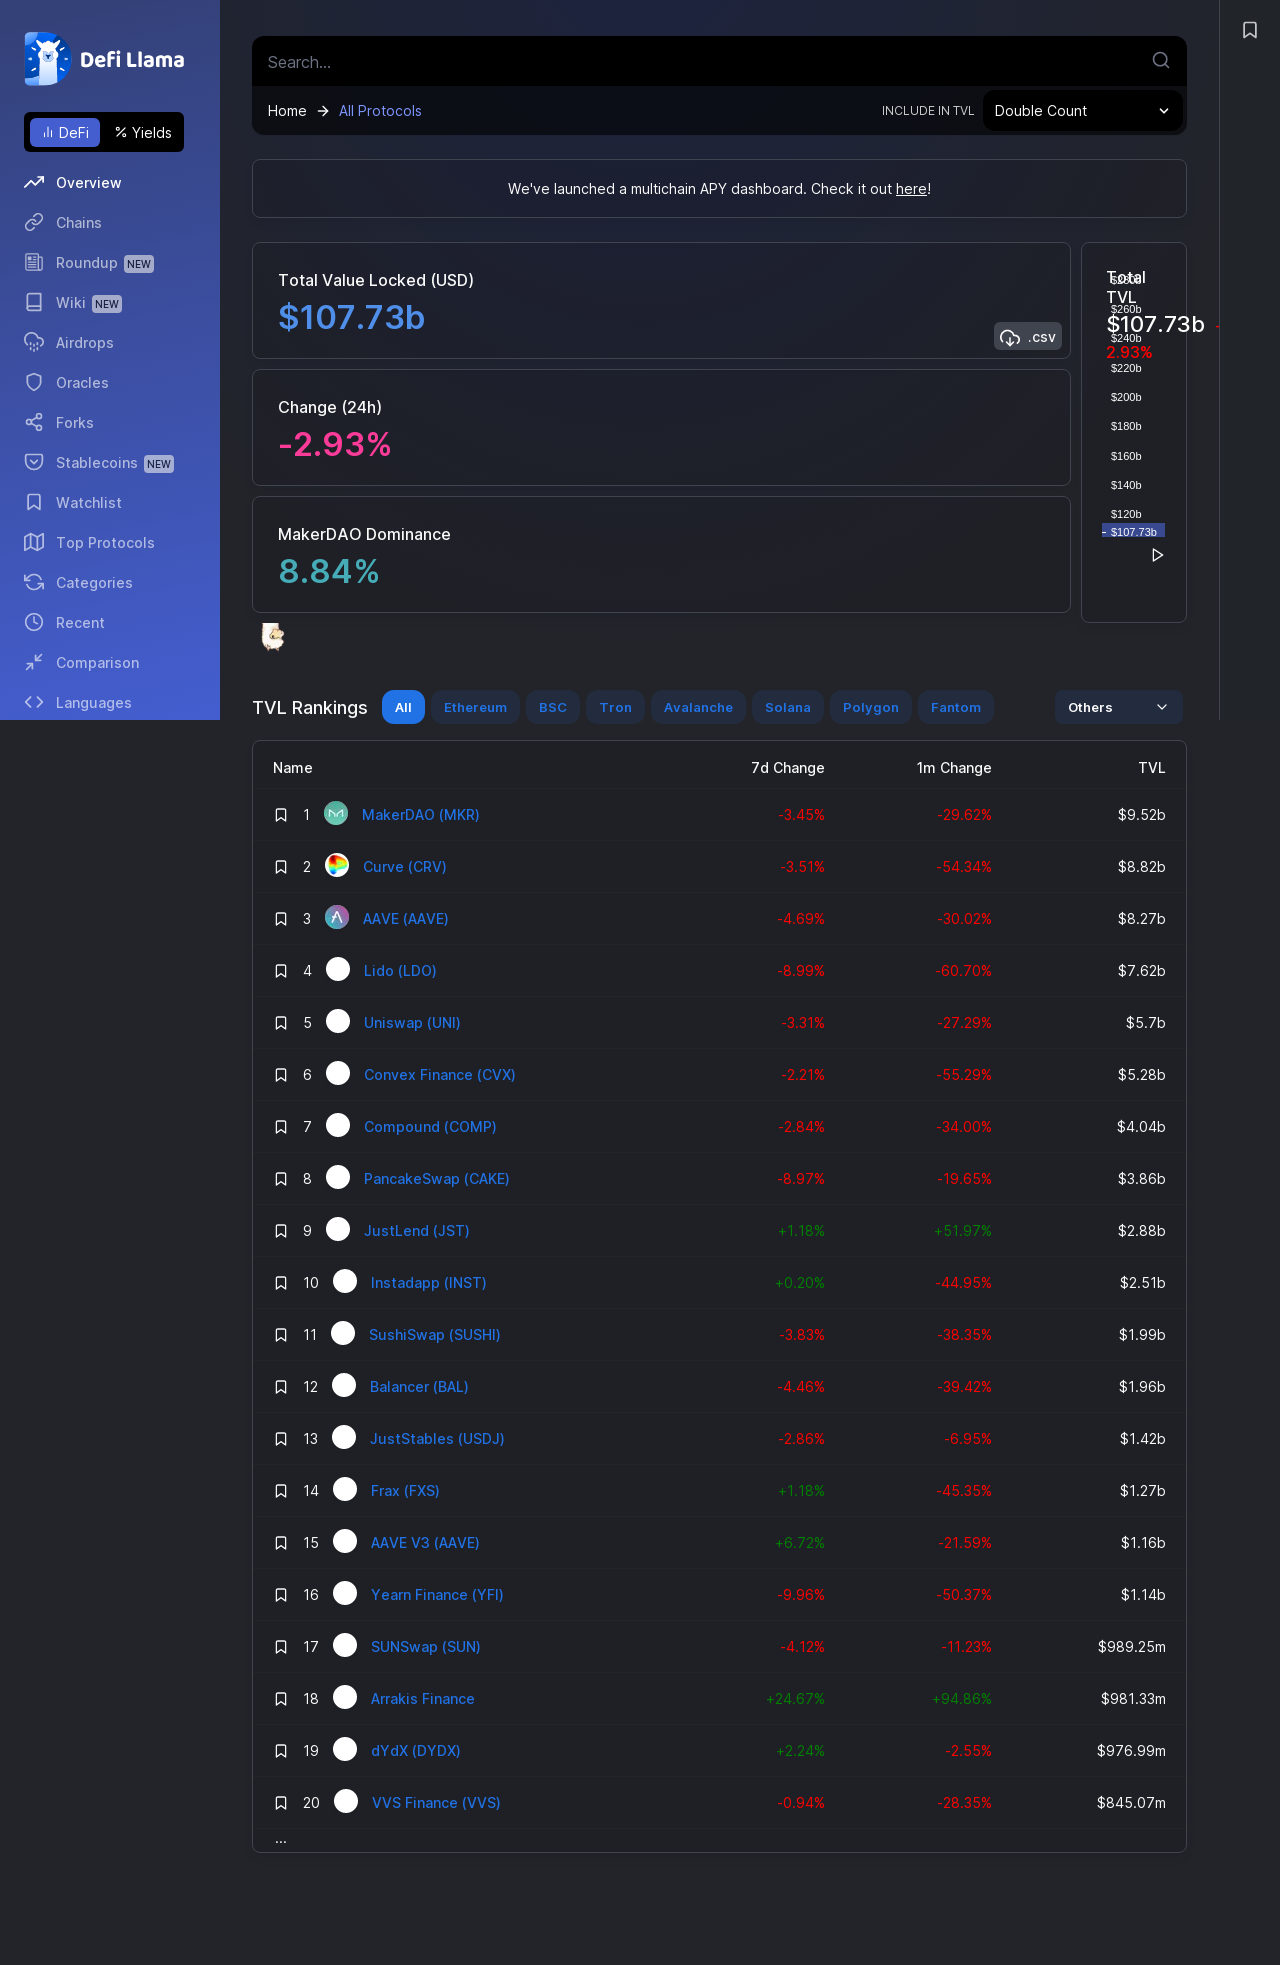 Defi Llama
DeFi
Yields
Overview
Chains
Roundup NEW
Wiki NEW
Airdrops
Oracles
Forks
Stablecoins NEW
Watchlist
Top Protocols
Categories
Recent
Comparison
Languages
Search...
Home → All Protocols
INCLUDE IN TVL Double Count
We've launched a multichain APY dashboard. Check it out here!
Total Value Locked (USD)
$107.73b
.csv
Change (24h)
-2.93%
MakerDAO Dominance
8.84%
Total
TVL
$107.73b -
2.93%
$280b
$260b
$240b
$220b
$200b
$180b
$160b
$140b
$120b
- $107.73b
TVL Rankings All Ethereum BSC Tron Avalanche Solana Polygon Fantom Others
Name 7d Change 1m Change TVL
1 MakerDAO (MKR) -3.45% -29.62% $9.52b
2 Curve (CRV) -3.51% -54.34% $8.82b
3 AAVE (AAVE) -4.69% -30.02% $8.27b
4 Lido (LDO) -8.99% -60.70% $7.62b
5 Uniswap (UNI) -3.31% -27.29% $5.7b
6 Convex Finance (CVX) -2.21% -55.29% $5.28b
7 Compound (COMP) -2.84% -34.00% $4.04b
8 PancakeSwap (CAKE) -8.97% -19.65% $3.86b
9 JustLend (JST) +1.18% +51.97% $2.88b
10 Instadapp (INST) +0.20% -44.95% $2.51b
11 SushiSwap (SUSHI) -3.83% -38.35% $1.99b
12 Balancer (BAL) -4.46% -39.42% $1.96b
13 JustStables (USDJ) -2.86% -6.95% $1.42b
14 Frax (FXS) +1.18% -45.35% $1.27b
15 AAVE V3 (AAVE) +6.72% -21.59% $1.16b
16 Yearn Finance (YFI) -9.96% -50.37% $1.14b
17 SUNSwap (SUN) -4.12% -11.23% $989.25m
18 Arrakis Finance +24.67% +94.86% $981.33m
19 dYdX (DYDX) +2.24% -2.55% $976.99m
20 VVS Finance (VVS) -0.94% -28.35% $845.07m
...